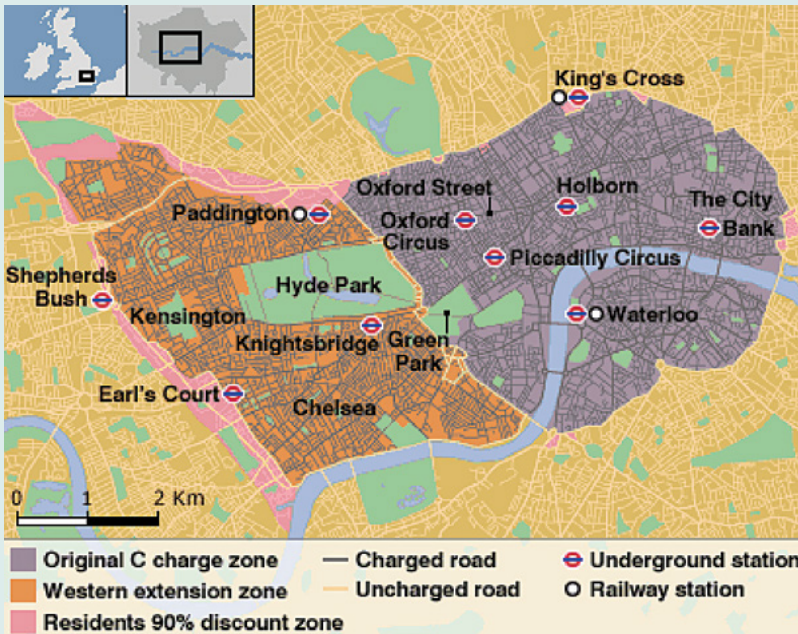 King's Cross
Oxford Street
Holborn
The City
Paddington
Oxford
Circus
Bank
Piccadilly Circus
Shepherds
Bush
Hyde Park
Kensington
Waterloo
Knightsbridge
Green
Park
Earl's Court
Chelsea
0 1 2 Km
Original C charge zone
Charged road
Underground station
Western extension zone
Uncharged road
Railway station
Residents 90% discount zone